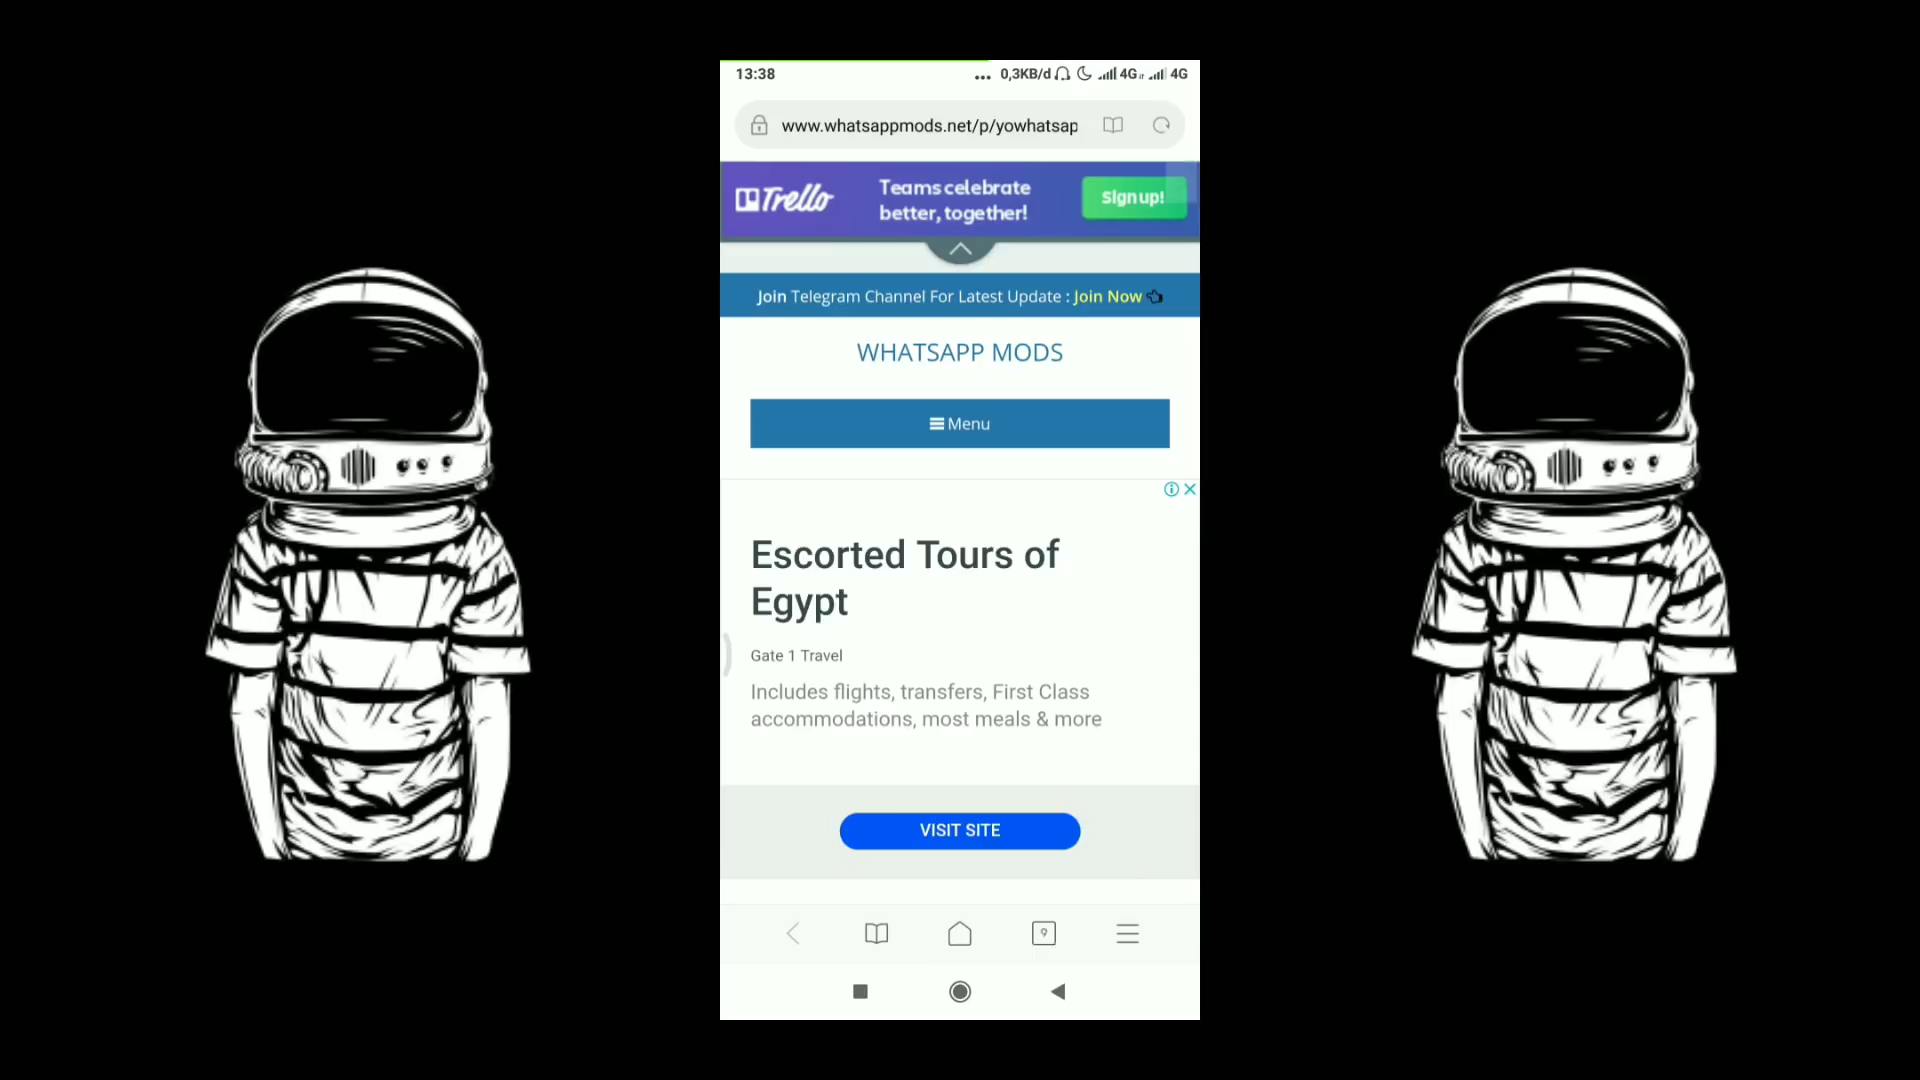 13:38
... 0,3KB/d 4G 4G
www.whatsappmods.net/p/yowhatsap
Trello
Teams celebrate
better, together!
Sign up!
Join Telegram Channel For Latest Update : Join Now
WHATSAPP MODS
Menu
Escorted Tours of
Egypt
Gate 1 Travel
Includes flights, transfers, First Class
accommodations, most meals & more
VISIT SITE
9